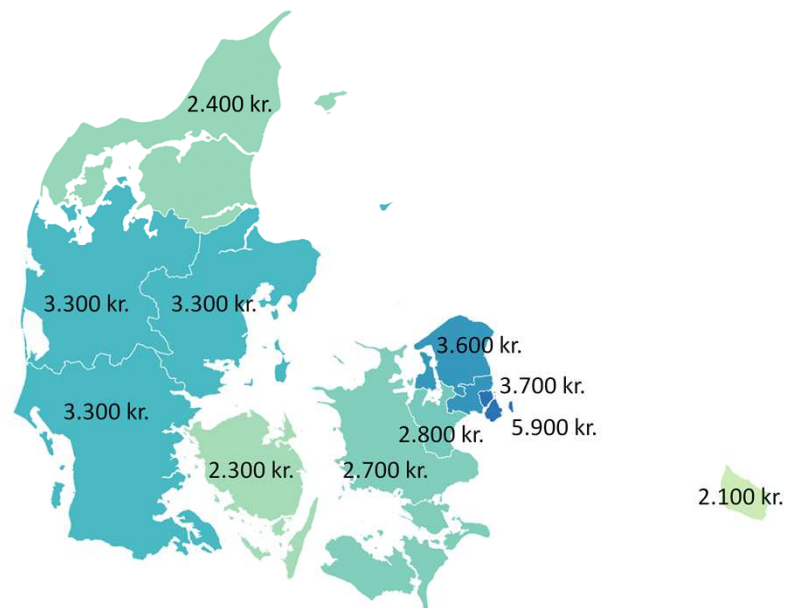 2.400 kr.
3.300 kr.
3.300 kr.
3.600 kr.
3.700 kr.
3.300 kr.
5.900 kr.
2.800 kr.
2.300 kr.
2.700 kr.
2.100 kr.